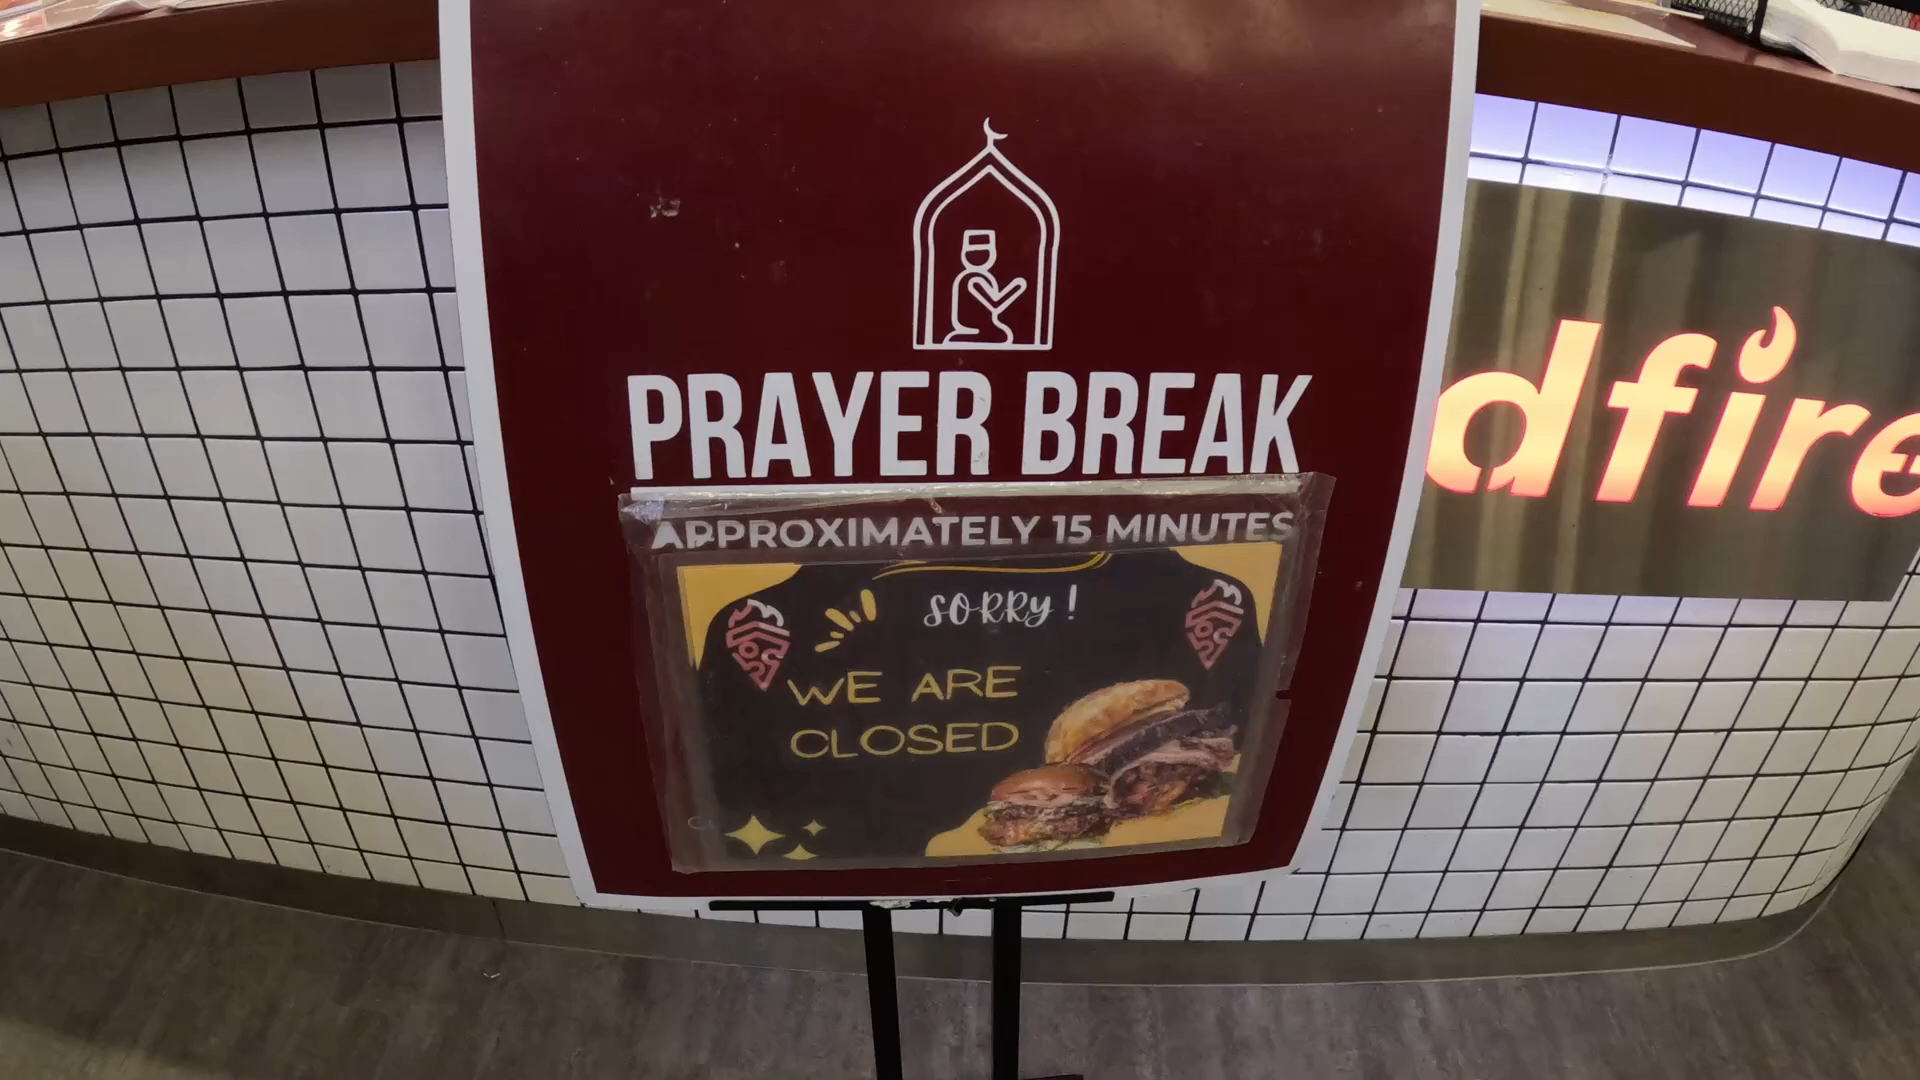 PRAYER BREAK
APPROXIMATELY 15 MINUTES
SORRY!
WE ARE
CLOSED
dfire